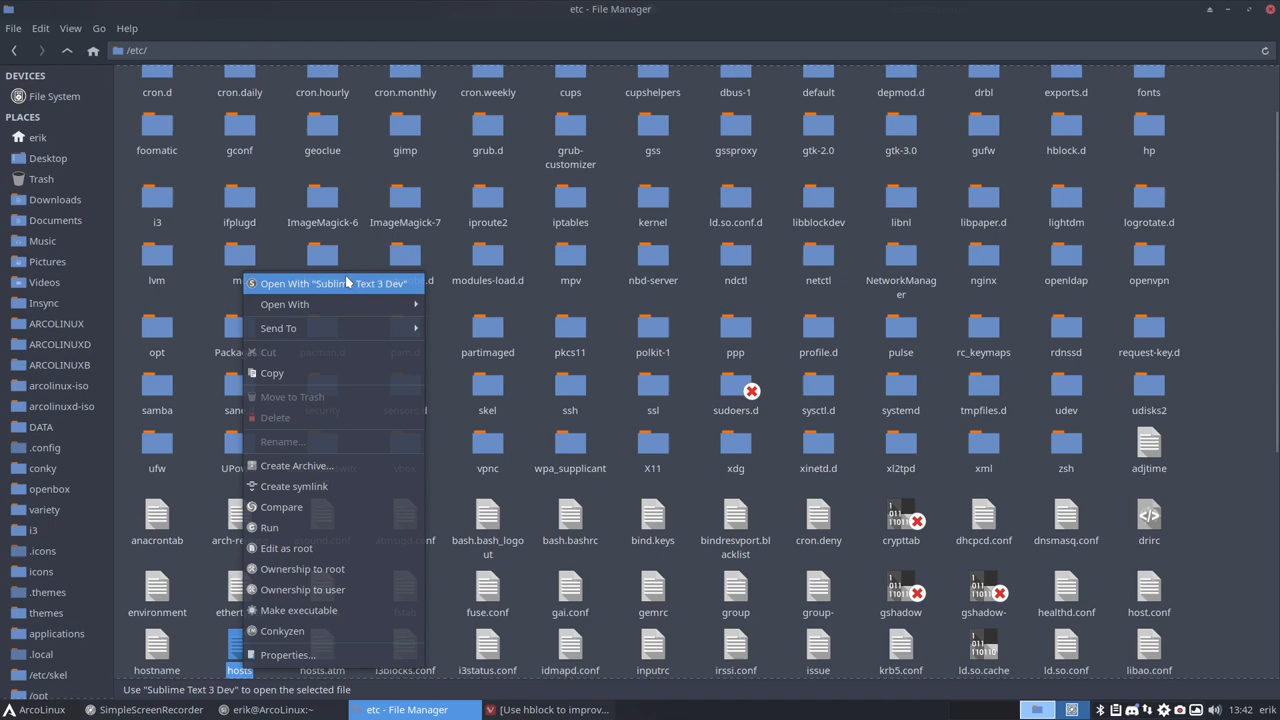 etc - File Manager
File Edit View Go Help
/etc/
DEVICES
File System
PLACES
erik
Desktop
Trash
Downloads
Documents
Music
Pictures
Videos
Insync
ARCOLINUX
ARCOLINUXD
ARCOLINUXB
arcolinux-iso
arcolinuxd-iso
DATA
.config
conky
openbox
variety
i3
.icons
icons
.themes
themes
applications
.local
/etc/skel
/opt
cron.d cron.daily cron.hourly cron.monthly cron.weekly cups cupshelpers dbus-1 default depmod.d drbl exports.d fonts
foomatic gconf geoclue gimp grub.d grub-customizer gss gssproxy gtk-2.0 gtk-3.0 gufw hblock.d hp
i3 ifplugd ImageMagick-6 ImageMagick-7 iproute2 iptables kernel ld.so.conf.d libblockdev libnl libpaper.d lightdm logrotate.d
lvm modules-load.d mpv nbd-server ndctl netctl NetworkManager nginx openldap openvpn
opt partimaged pkcs11 polkit-1 ppp profile.d pulse rc_keymaps rdnssd request-key.d
samba skel ssh ssl sudoers.d sysctl.d systemd tmpfiles.d udev udisks2
ufw vpnc wpa_supplicant X11 xdg xinetd.d xl2tpd xml zsh adjtime
anacrontab bash.bash_logout bash.bashrc bind.keys bindresvport.blacklist cron.deny crypttab dhcpcd.conf dnsmasq.conf drirc
environment fuse.conf gai.conf gemrc group group- gshadow gshadow- healthd.conf host.conf
hostname hosts hosts.atm i3blocks.conf i3status.conf idmapd.conf inputrc irssi.conf issue krb5.conf ld.so.cache ld.so.conf libao.conf
Open With "Sublime Text 3 Dev"
Open With
Send To
Cut
Copy
Move to Trash
Delete
Rename...
Create Archive...
Create symlink
Compare
Run
Edit as root
Ownership to root
Ownership to user
Make executable
Conkyzen
Properties...
Use "Sublime Text 3 Dev" to open the selected file
ArcoLinux SimpleScreenRecorder erik@ArcoLinux:~ etc - File Manager [Use hblock to improv... 13:42 erik